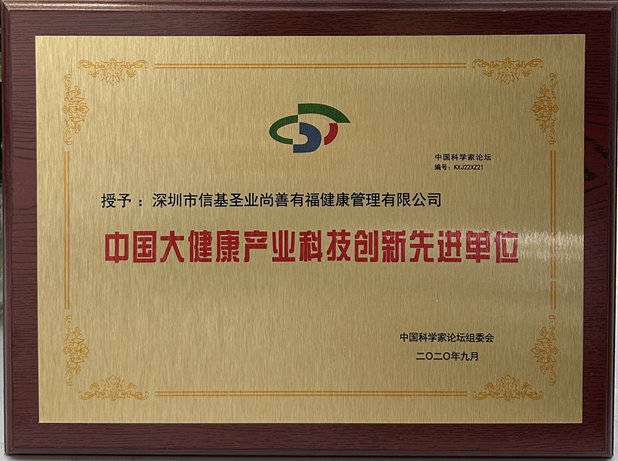 中国科学家论坛
编号：KXJ22XZ21
授予：深圳市信基圣业尚善有福健康管理有限公司
中国大健康产业科技创新先进单位
中国科学家论坛组委会
二〇二〇年九月